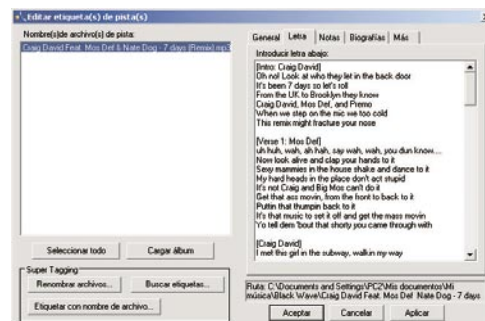 Editar etiqueta(s) de pista(s)
Nombre(s)de archivo(s) de pista:
Craig David Feat. Mos Def & Nate Dog - 7 days (Remix).mp3
Seleccionar todo
Cargar álbum
Super Tagging
Renombrar archivos...
Buscar etiquetas...
Etiquetar con nombre de archivo...
General
Letra
Notas
Biografías
Más
Introducir letra abajo:
[Intro: Craig David]
Oh no! Look at who they let in the back door
It's been 7 days so let's roll
From the UK to Brooklyn they know
Craig David, Mos Def, and Premo
When we step on the mic we too cold
This remix might fracture your nose
[Verse 1: Mos Def]
uh huh, wah, ah hah, say wah, wah, you dun know....
Now look alive and clap your hands to it
Sexy mammies in the house shake and dance to it
My hard heads in the place don't act stupid
It's not Craig and Big Mos can't do it
Get that ass movin, from the front to back to it
Puttin that thumpin back to it
It's that music to set it off and get the mass movin
Yo tell dem 'bout that shorty you came through with
[Craig David]
I met this girl in the subway, walkin my way
Ruta: C:\Documents and Settings\PC2\Mis documentos\Mi
música\Black Wave\Craig David Feat. Mos Def Nate Dog - 7 days
Aceptar
Cancelar
Aplicar